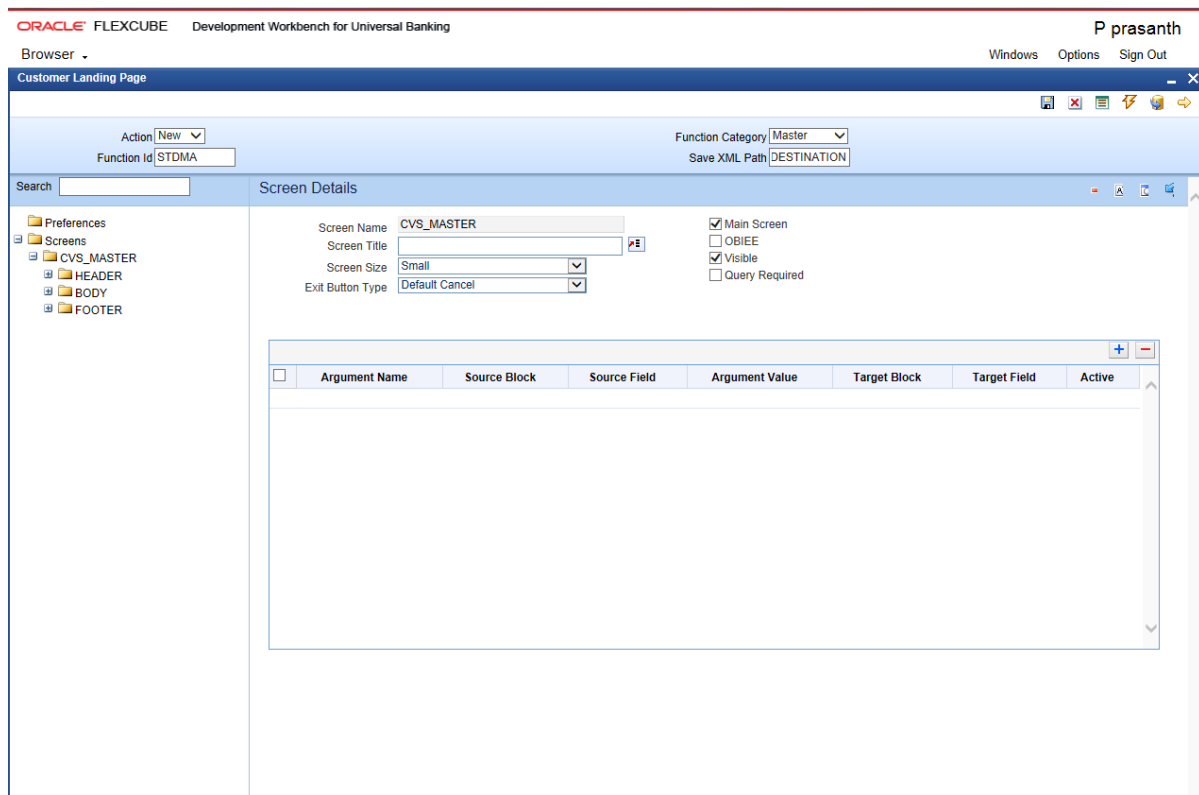 ORACLE FLEXCUBE Development Workbench for Universal Banking P prasanth
Browser Windows Options Sign Out
Customer Landing Page
Action New Function Category Master
Function Id STDMA Save XML Path DESTINATION
Search Screen Details
Preferences
Screens
CVS_MASTER
HEADER
BODY
FOOTER
Screen Name CVS_MASTER Main Screen
Screen Title OBIEE
Screen Size Small Visible
Exit Button Type Default Cancel Query Required
Argument Name Source Block Source Field Argument Value Target Block Target Field Active